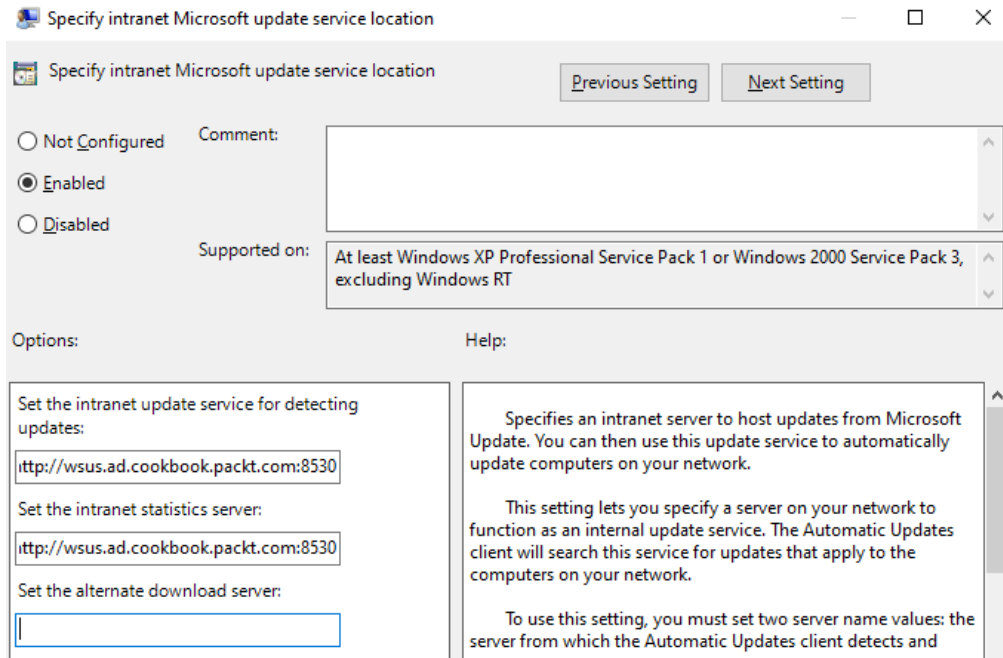 Specify intranet Microsoft update service location
Specify intranet Microsoft update service location
Previous Setting
Next Setting
Not Configured
Comment:
Enabled
Disabled
Supported on:
At least Windows XP Professional Service Pack 1 or Windows 2000 Service Pack 3,
excluding Windows RT
Options:
Help:
Set the intranet update service for detecting
updates:
ttp://wsus.ad.cookbook.packt.com:8530
Set the intranet statistics server:
ttp://wsus.ad.cookbook.packt.com:8530
Set the alternate download server:
Specifies an intranet server to host updates from Microsoft
Update. You can then use this update service to automatically
update computers on your network.
This setting lets you specify a server on your network to
function as an internal update service. The Automatic Updates
client will search this service for updates that apply to the
computers on your network.
To use this setting, you must set two server name values: the
server from which the Automatic Updates client detects and